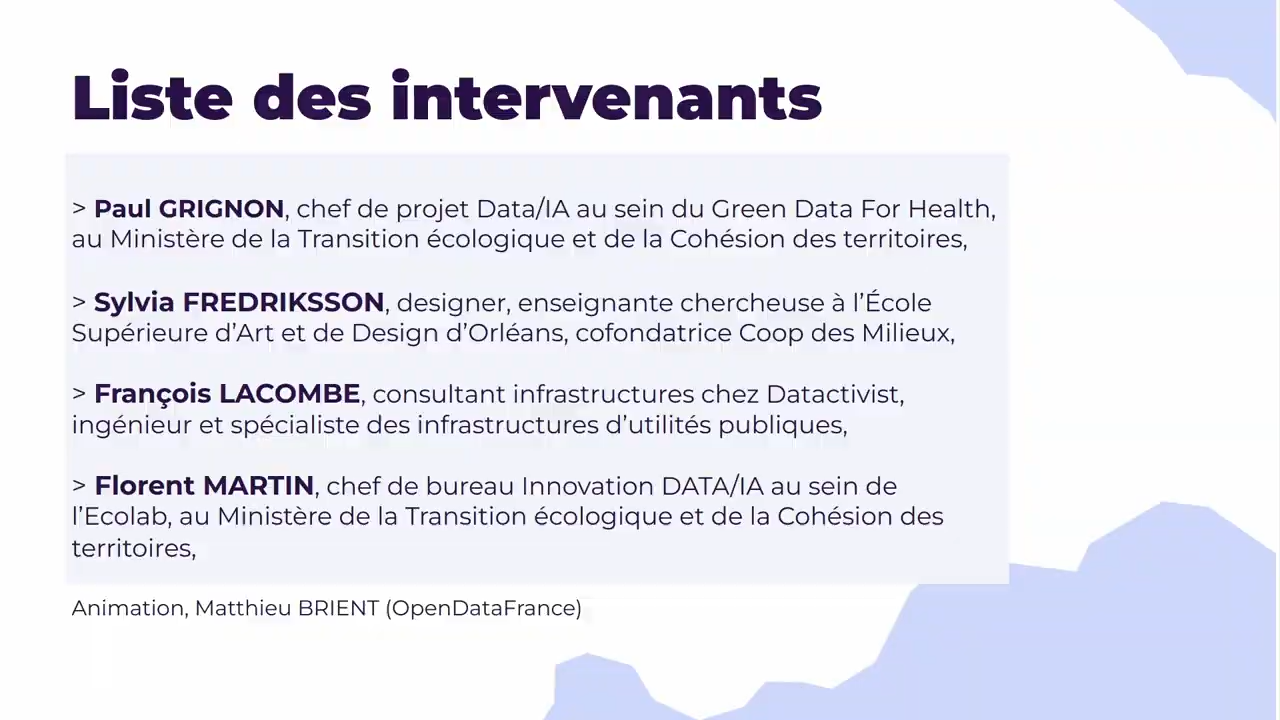 Liste des intervenants
> Paul GRIGNON, chef de projet Data/IA au sein du Green Data For Health,
au Ministère de la Transition écologique et de la Cohésion des territoires,
> Sylvia FREDRIKSSON, designer, enseignante chercheuse à l’École
Supérieure d’Art et de Design d’Orléans, cofondatrice Coop des Milieux,
> François LACOMBE, consultant infrastructures chez Datactivist,
ingénieur et spécialiste des infrastructures d’utilités publiques,
> Florent MARTIN, chef de bureau Innovation DATA/IA au sein de
l’Ecolab, au Ministère de la Transition écologique et de la Cohésion des
territoires,
Animation, Matthieu BRIENT (OpenDataFrance)